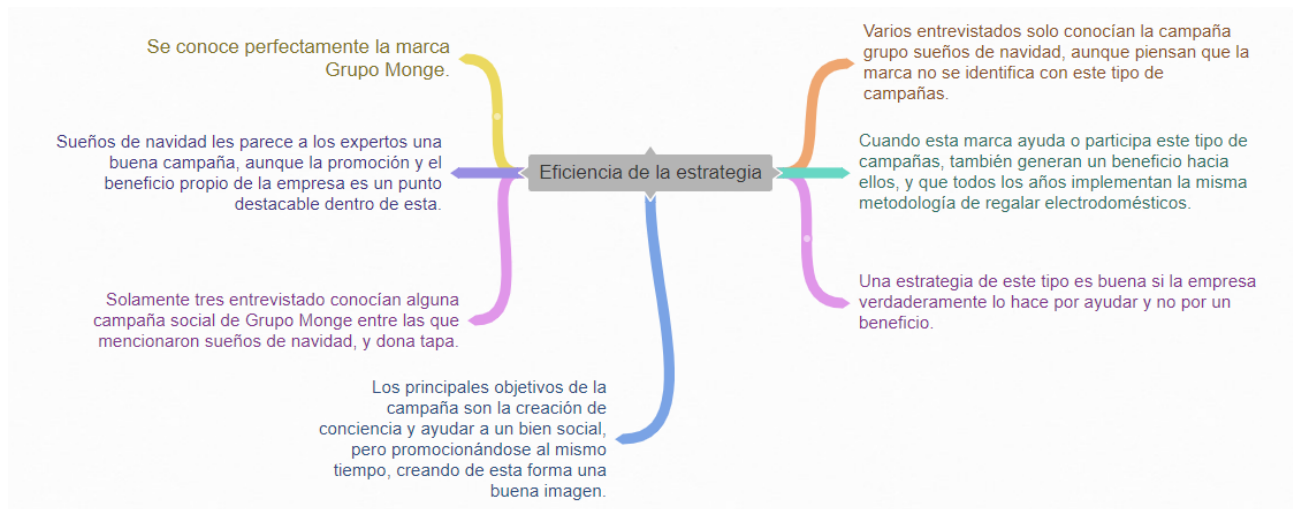 Se conoce perfectamente la marca
Grupo Monge.
Sueños de navidad les parece a los expertos una
buena campaña, aunque la promoción y el
beneficio propio de la empresa es un punto
destacable dentro de esta.
Solamente tres entrevistado conocían alguna
campaña social de Grupo Monge entre las que
mencionaron sueños de navidad, y dona tapa.
Los principales objetivos de la
campaña son la creación de
conciencia y ayudar a un bien social,
pero promocionándose al mismo
tiempo, creando de esta forma una
buena imagen.
Eficiencia de la estrategia
Varios entrevistados solo conocían la campaña
grupo sueños de navidad, aunque piensan que la
marca no se identifica con este tipo de
campañas.
Cuando esta marca ayuda o participa este tipo de
campañas, también generan un beneficio hacia
ellos, y que todos los años implementan la misma
metodología de regalar electrodomésticos.
Una estrategia de este tipo es buena si la empresa
verdaderamente lo hace por ayudar y no por un
beneficio.